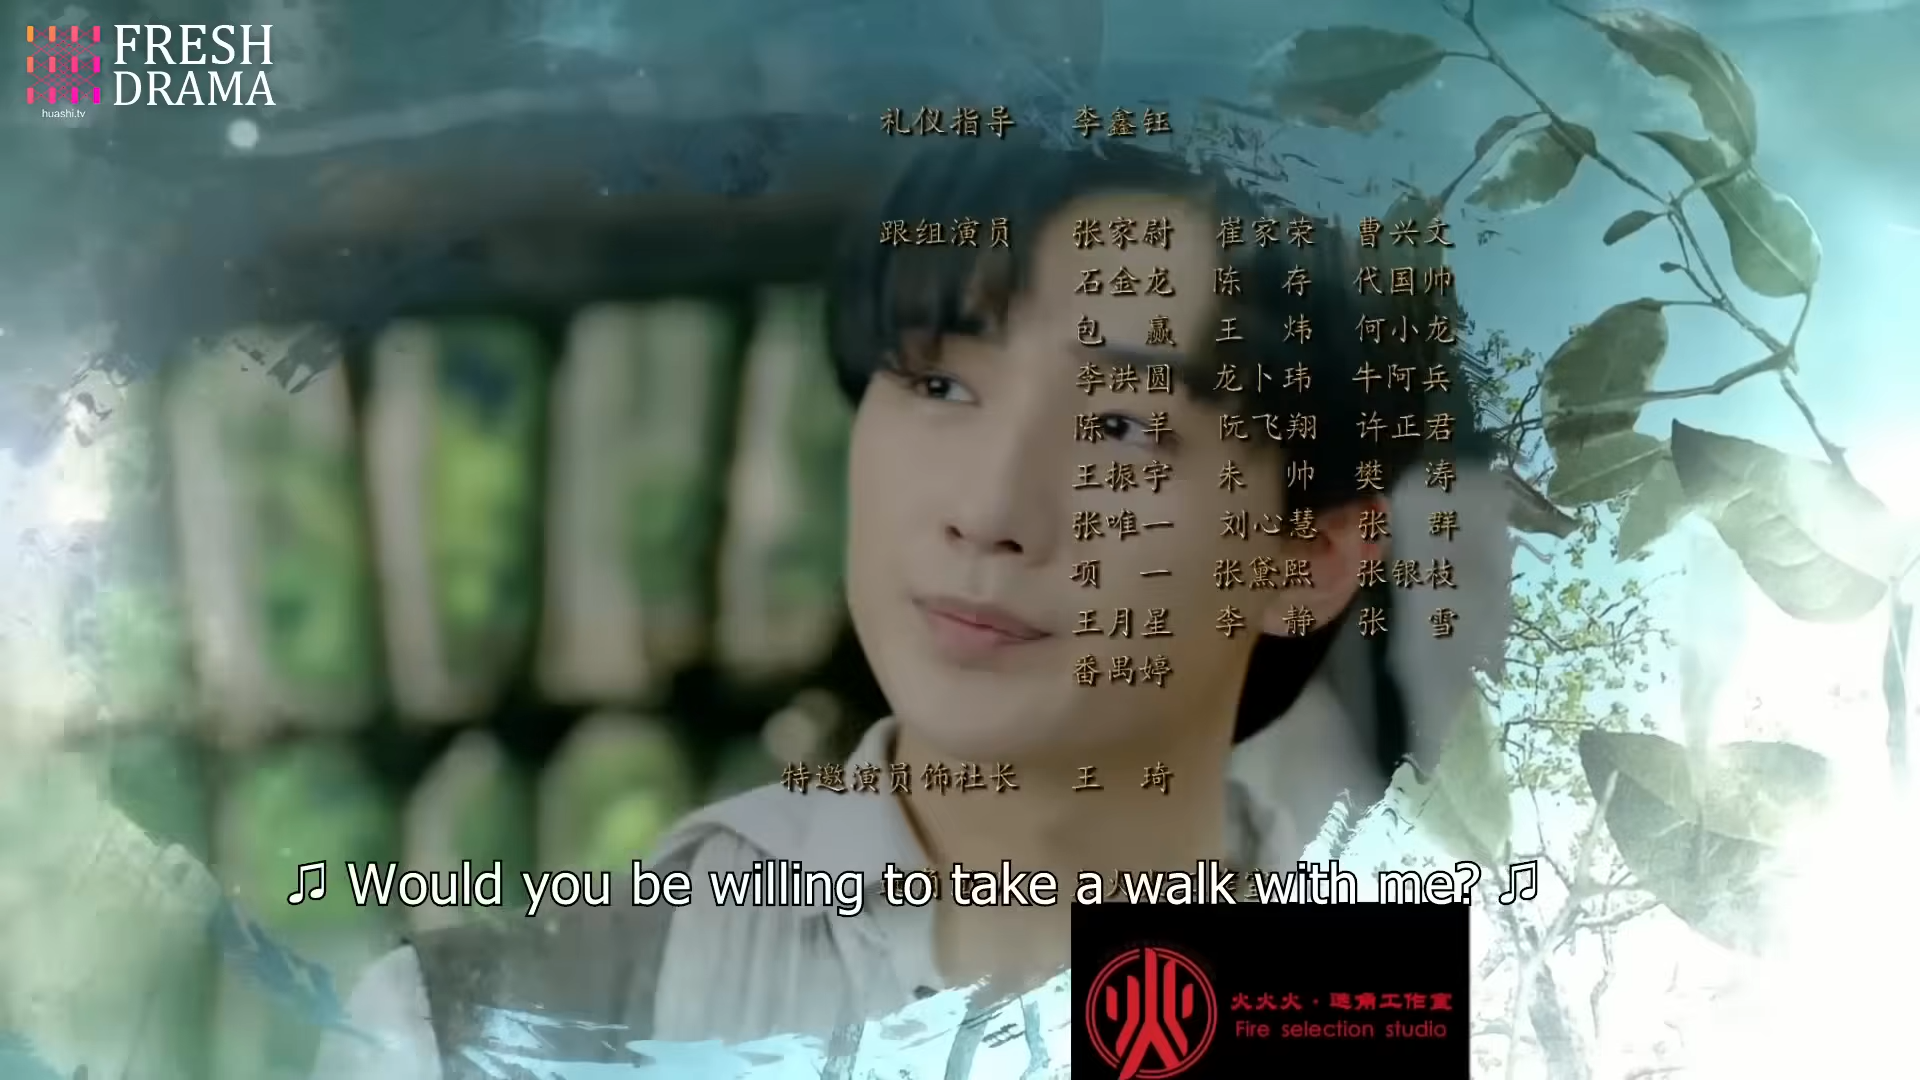 FRESH
DRAMA
huashi.tv
礼仪指导 李鑫钰
跟组演员 张家尉 崔家荣 曹兴文
石金龙 陈存 代国帅
包赢 王炜 何小龙
李洪圆 龙卜玮 牛阿兵
陈羊 阮飞翔 许正君
王振宇 朱帅 樊涛
张唯一 刘心慧 张群
项一 张黛熙 张银枝
王月星 李静 张雪
番禺婷
特邀演员饰社长 王琦
♫ Would you be willing to take a walk with me? ♫
火火火·选角工作室
Fire selection studio